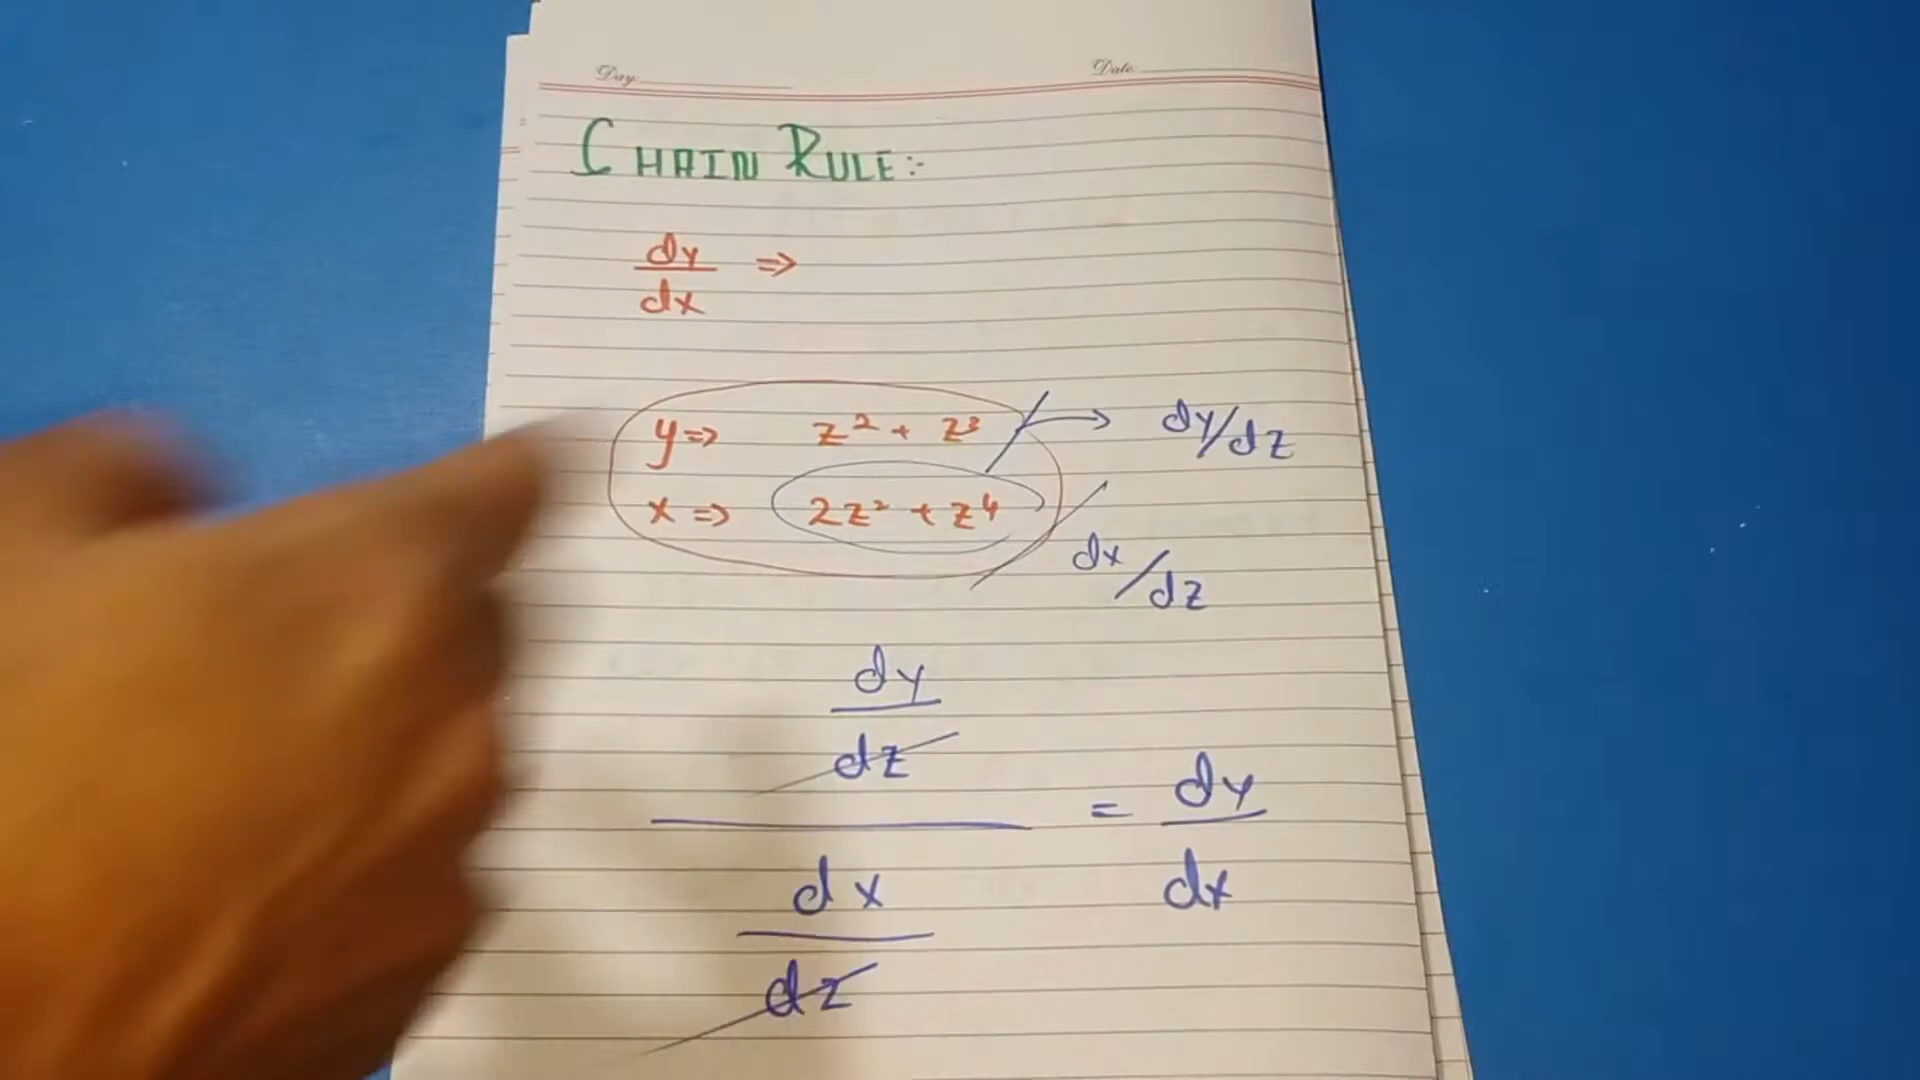 Day: Date:
CHAIN RULE:-
dy/dx ⇒
y ⇒ z² + z³ → dy/dz
x ⇒ 2z² + z⁴
dx/dz
dy
dz
= dy
dx
dx
dz